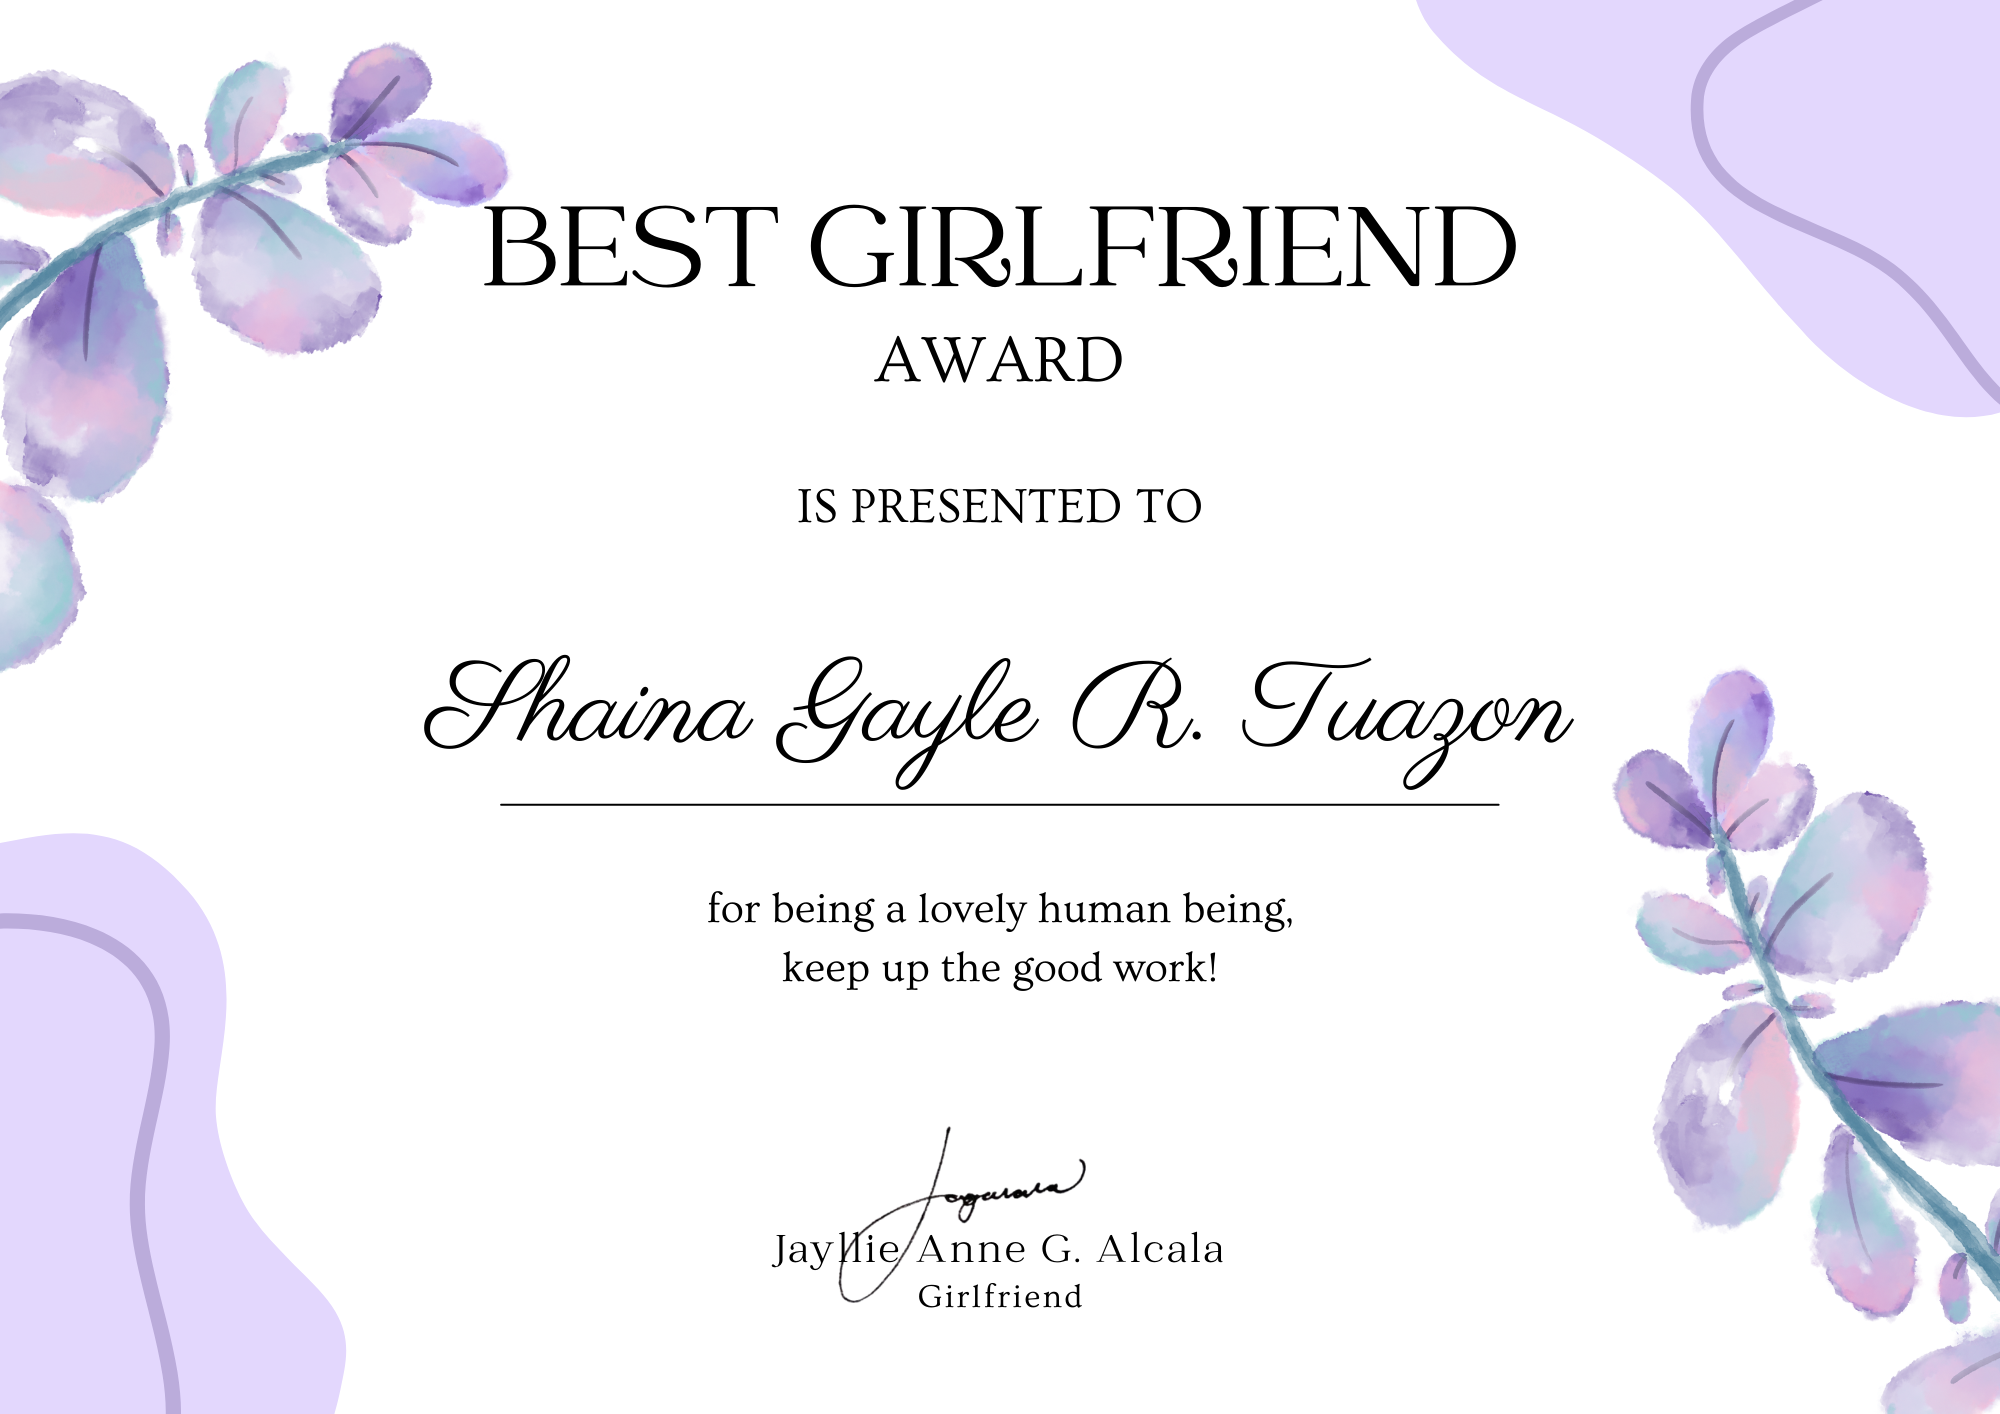 BEST GIRLFRIEND
AWARD
IS PRESENTED TO
Shaina Gayle R. Tuazon
for being a lovely human being,
keep up the good work!
Jayllie Anne G. Alcala
Girlfriend